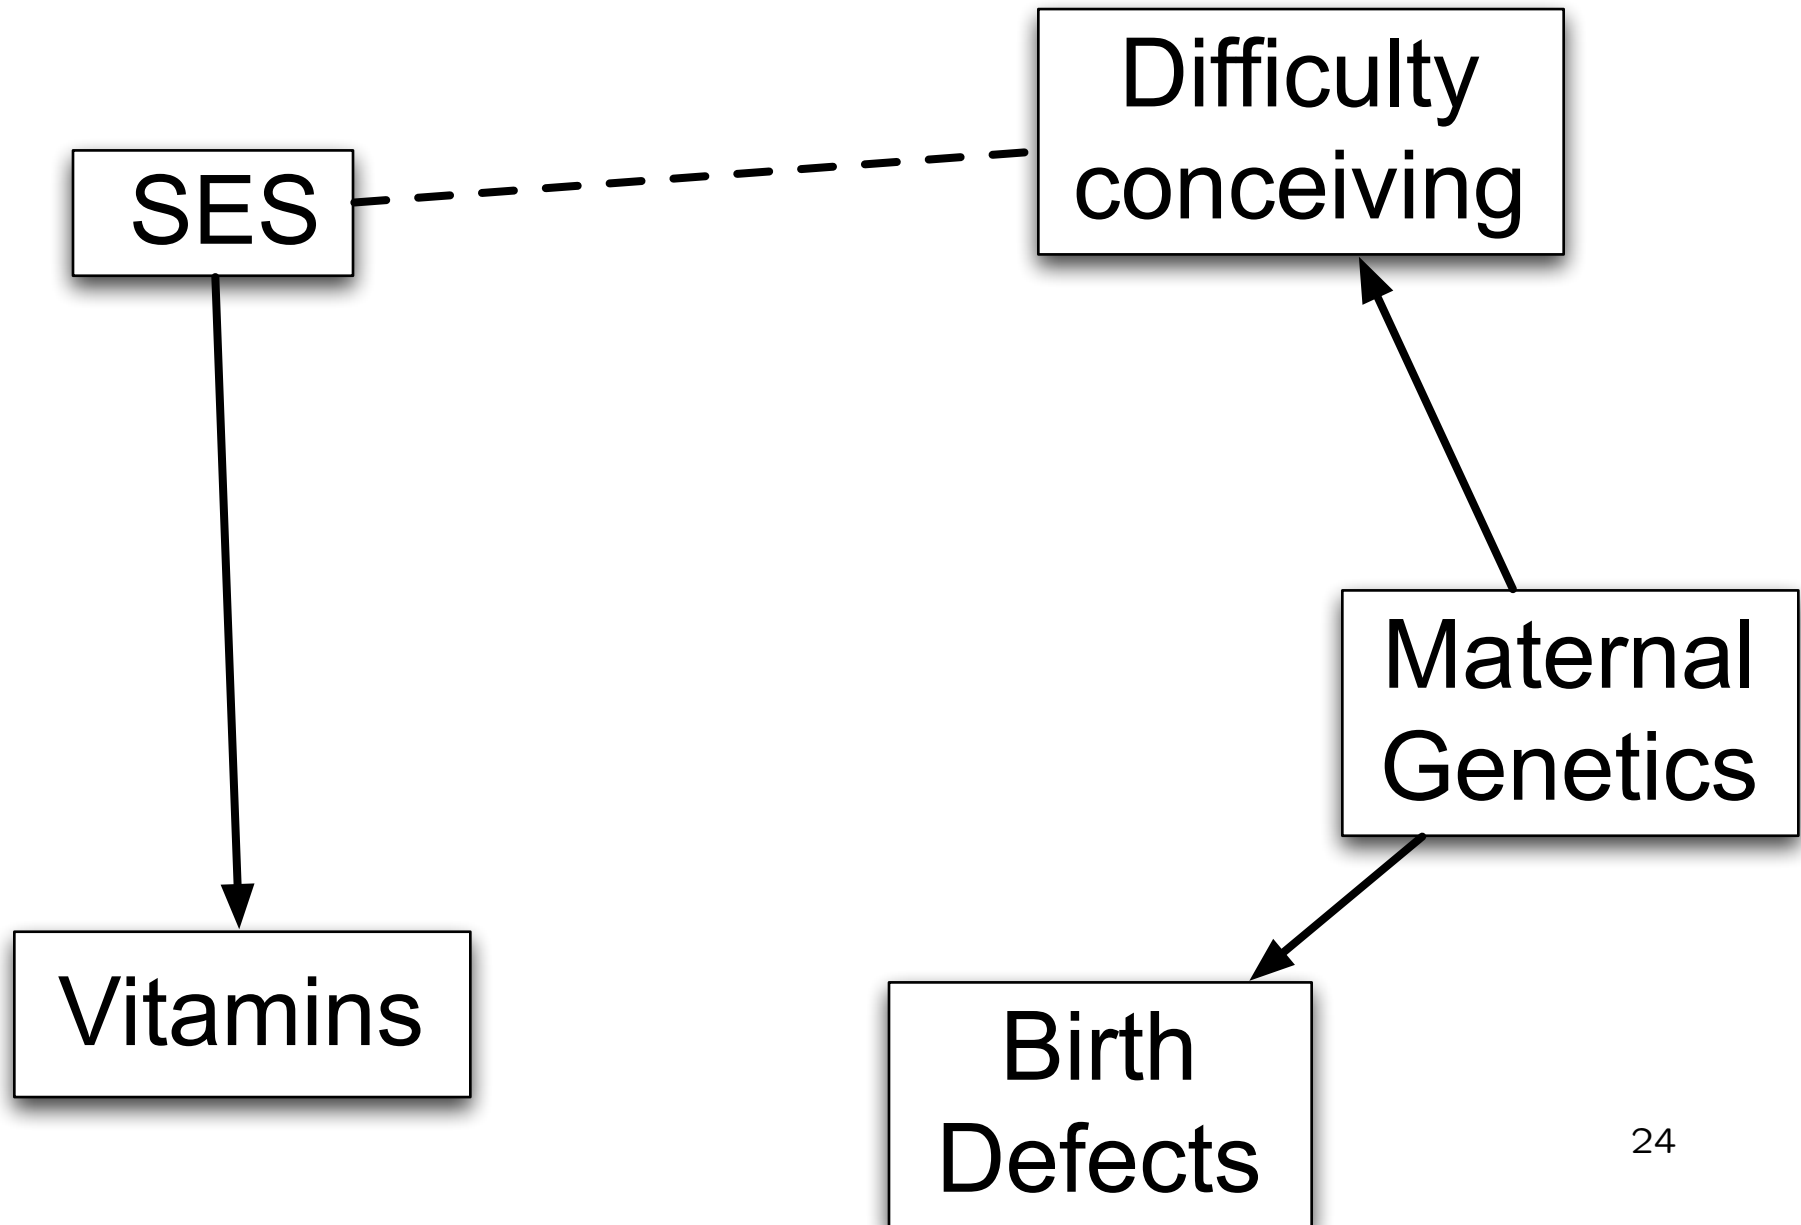 Difficulty
conceiving
SES
Maternal
Genetics
Vitamins
Birth
Defects
24